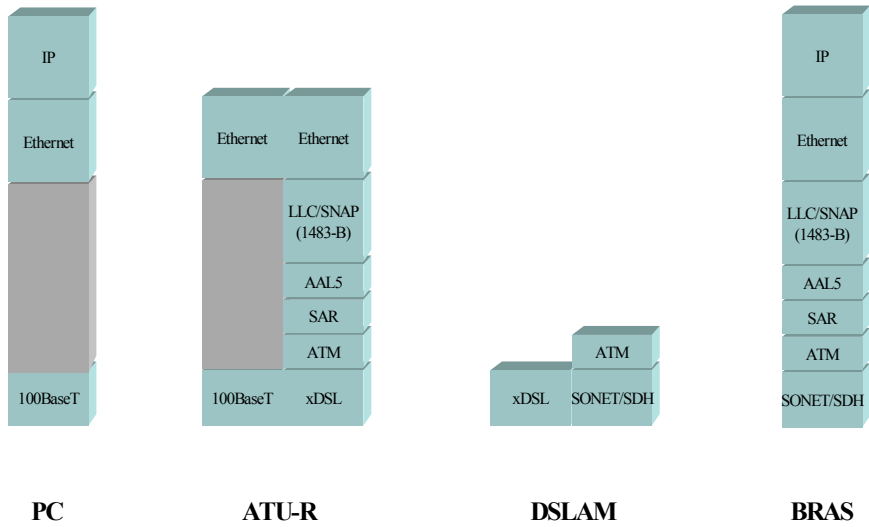 IP
Ethernet
100BaseT
PC
Ethernet
100BaseT
Ethernet
LLC/SNAP
(1483-B)
AAL5
SAR
ATM
xDSL
ATU-R
xDSL
ATM
SONET/SDH
DSLAM
IP
Ethernet
LLC/SNAP
(1483-B)
AAL5
SAR
ATM
SONET/SDH
BRAS